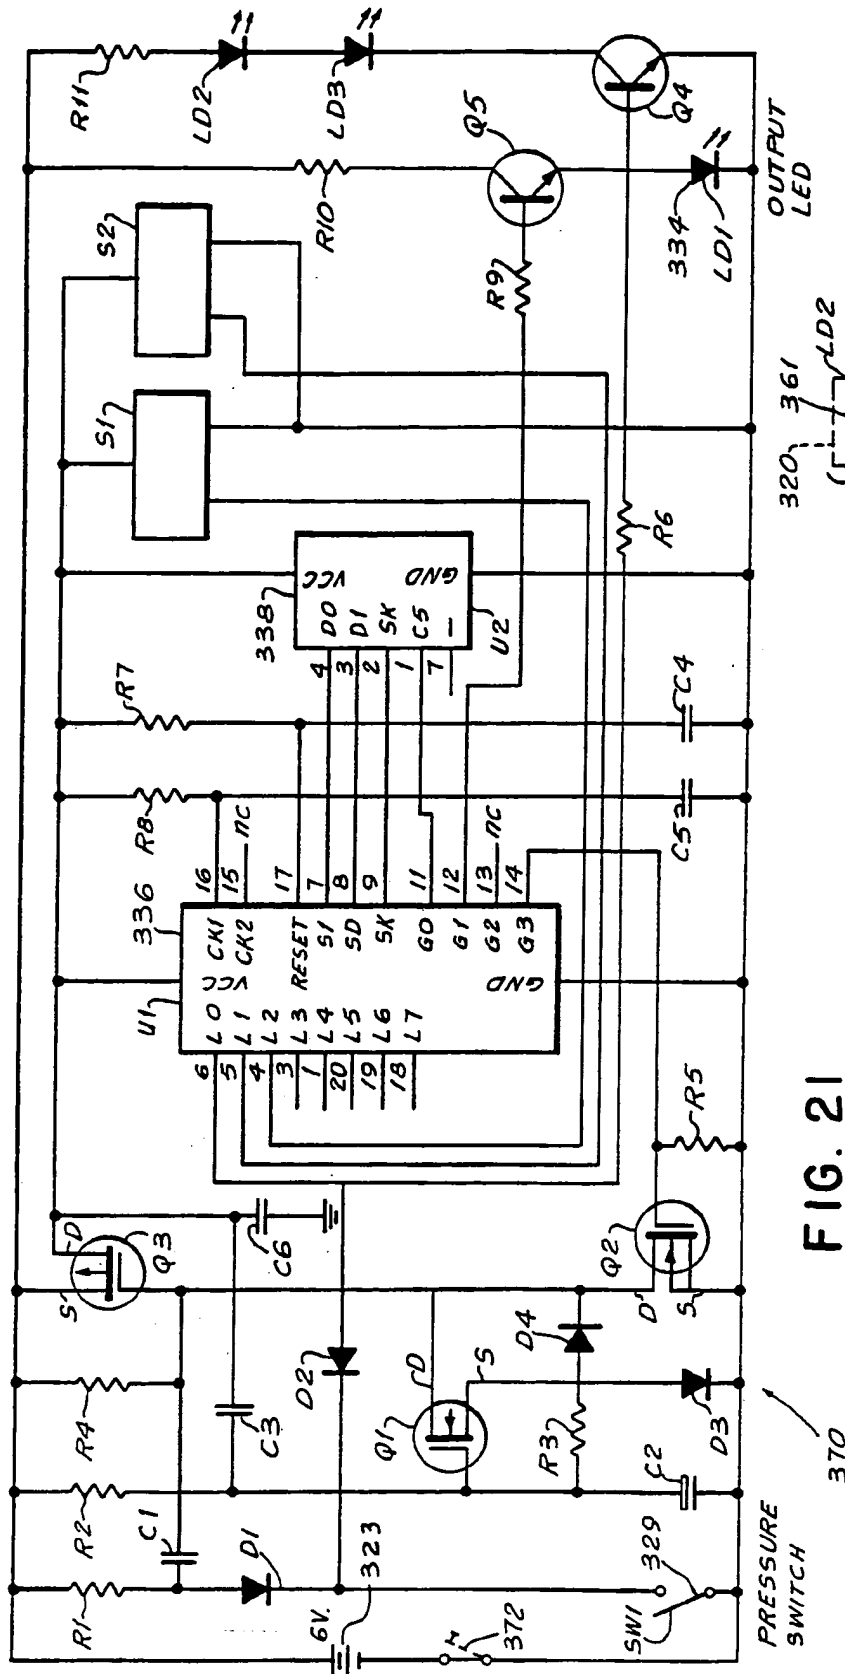 R1
R2
R4
C1
D1
6V.
323
372
SW1
329
PRESSURE
SWITCH
S
D
Q3
C3
C6
D2
Q1
D
S
R3
D4
C2
D3
370
D
S
Q2
R5
U1
336
VCC
GND
6 L0
5 L1
4 L2
3 L3
1 L4
20 L5
19 L6
18 L7
CK1 16
CK2 15 nc
RESET 17
SI 7
SO 8
SK 9
G0 11
G1 12
G2 13 nc
G3 14
R8
R7
C5
C4
338
VCC
GND
4 DO
3 DI
2 SK
1 CS
7 —
U2
S1
S2
R6
R9
R10
R11
LD2
LD3
Q5
Q4
334
LD1
OUTPUT
LED
FIG. 21
320
361
LD2